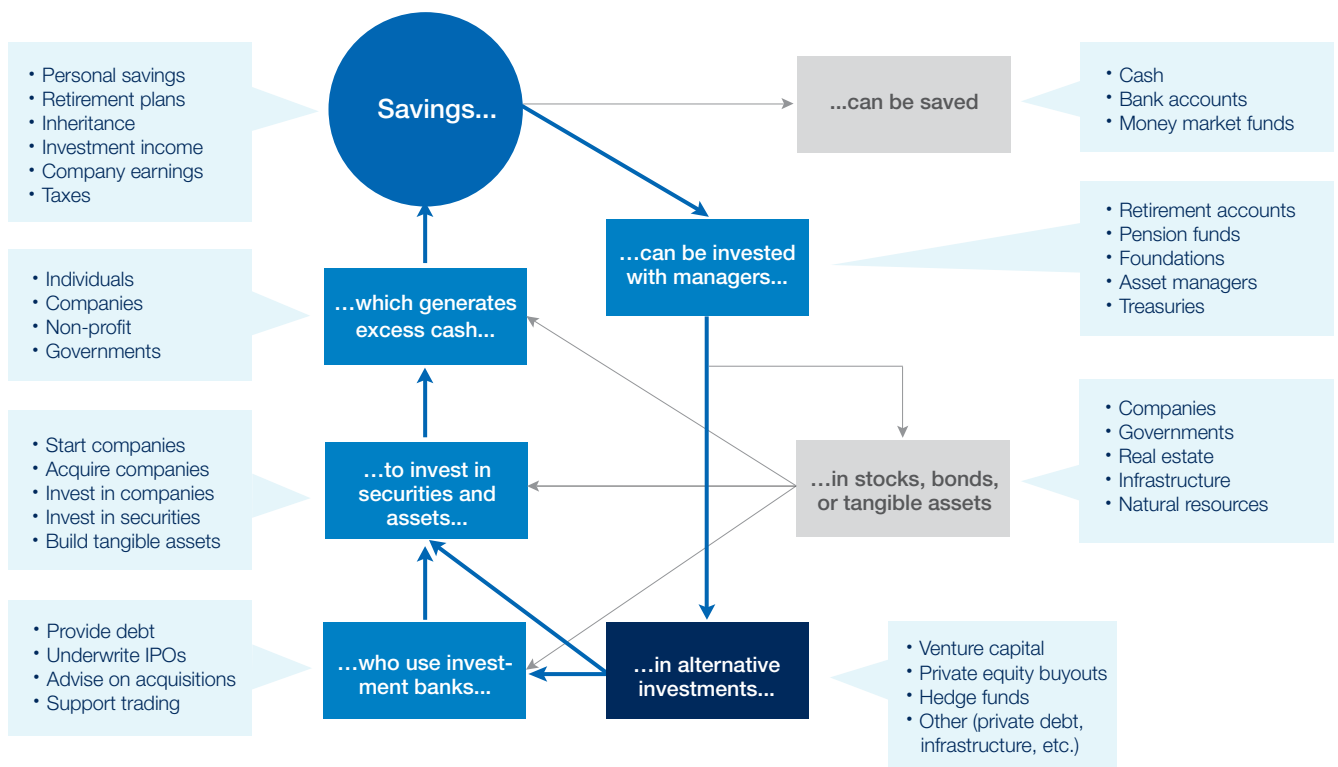 • Personal savings
• Retirement plans
• Inheritance
• Investment income
• Company earnings
• Taxes
Savings...
...can be saved
• Cash
• Bank accounts
• Money market funds
...can be invested
with managers...
• Retirement accounts
• Pension funds
• Foundations
• Asset managers
• Treasuries
• Individuals
• Companies
• Non-profit
• Governments
...which generates
excess cash...
• Start companies
• Acquire companies
• Invest in companies
• Invest in securities
• Build tangible assets
...to invest in
securities and
assets...
...in stocks, bonds,
or tangible assets
• Companies
• Governments
• Real estate
• Infrastructure
• Natural resources
• Provide debt
• Underwrite IPOs
• Advise on acquisitions
• Support trading
...who use invest-
ment banks...
...in alternative
investments...
• Venture capital
• Private equity buyouts
• Hedge funds
• Other (private debt,
infrastructure, etc.)